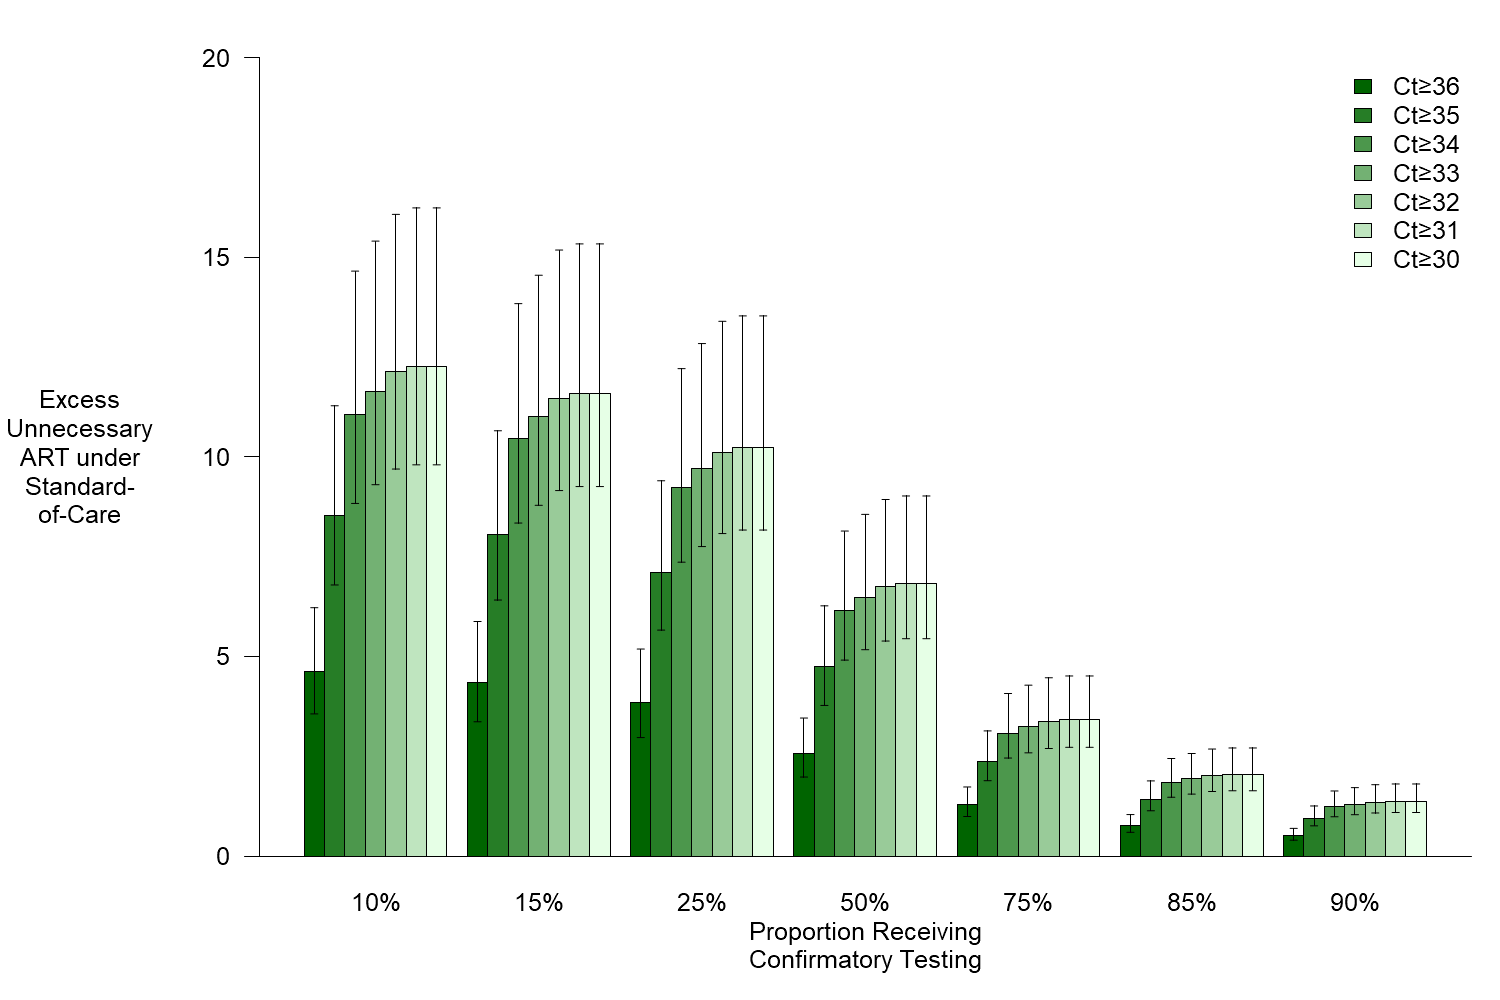 20
15
10
5
0
Excess
Unnecessary
ART under
Standard-
of-Care
Ct≥36
Ct≥35
Ct≥34
Ct≥33
Ct≥32
Ct≥31
Ct≥30
10% 15% 25% 50% 75% 85% 90%
Proportion Receiving
Confirmatory Testing